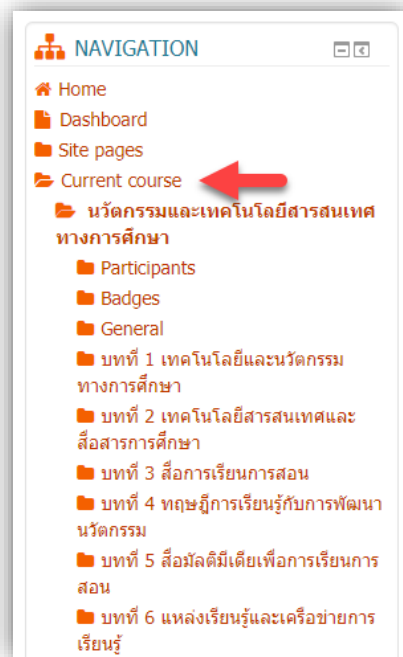 NAVIGATION
Home
Dashboard
Site pages
Current course
นวัตกรรมและเทคโนโลยีสารสนเทศ
ทางการศึกษา
Participants
Badges
General
บทที่ 1 เทคโนโลยีและนวัตกรรม
ทางการศึกษา
บทที่ 2 เทคโนโลยีสารสนเทศและ
สื่อสารการศึกษา
บทที่ 3 สื่อการเรียนการสอน
บทที่ 4 ทฤษฎีการเรียนรู้กับการพัฒนา
นวัตกรรม
บทที่ 5 สื่อมัลติมีเดียเพื่อการเรียนการ
สอน
บทที่ 6 แหล่งเรียนรู้และเครือข่ายการ
เรียนรู้